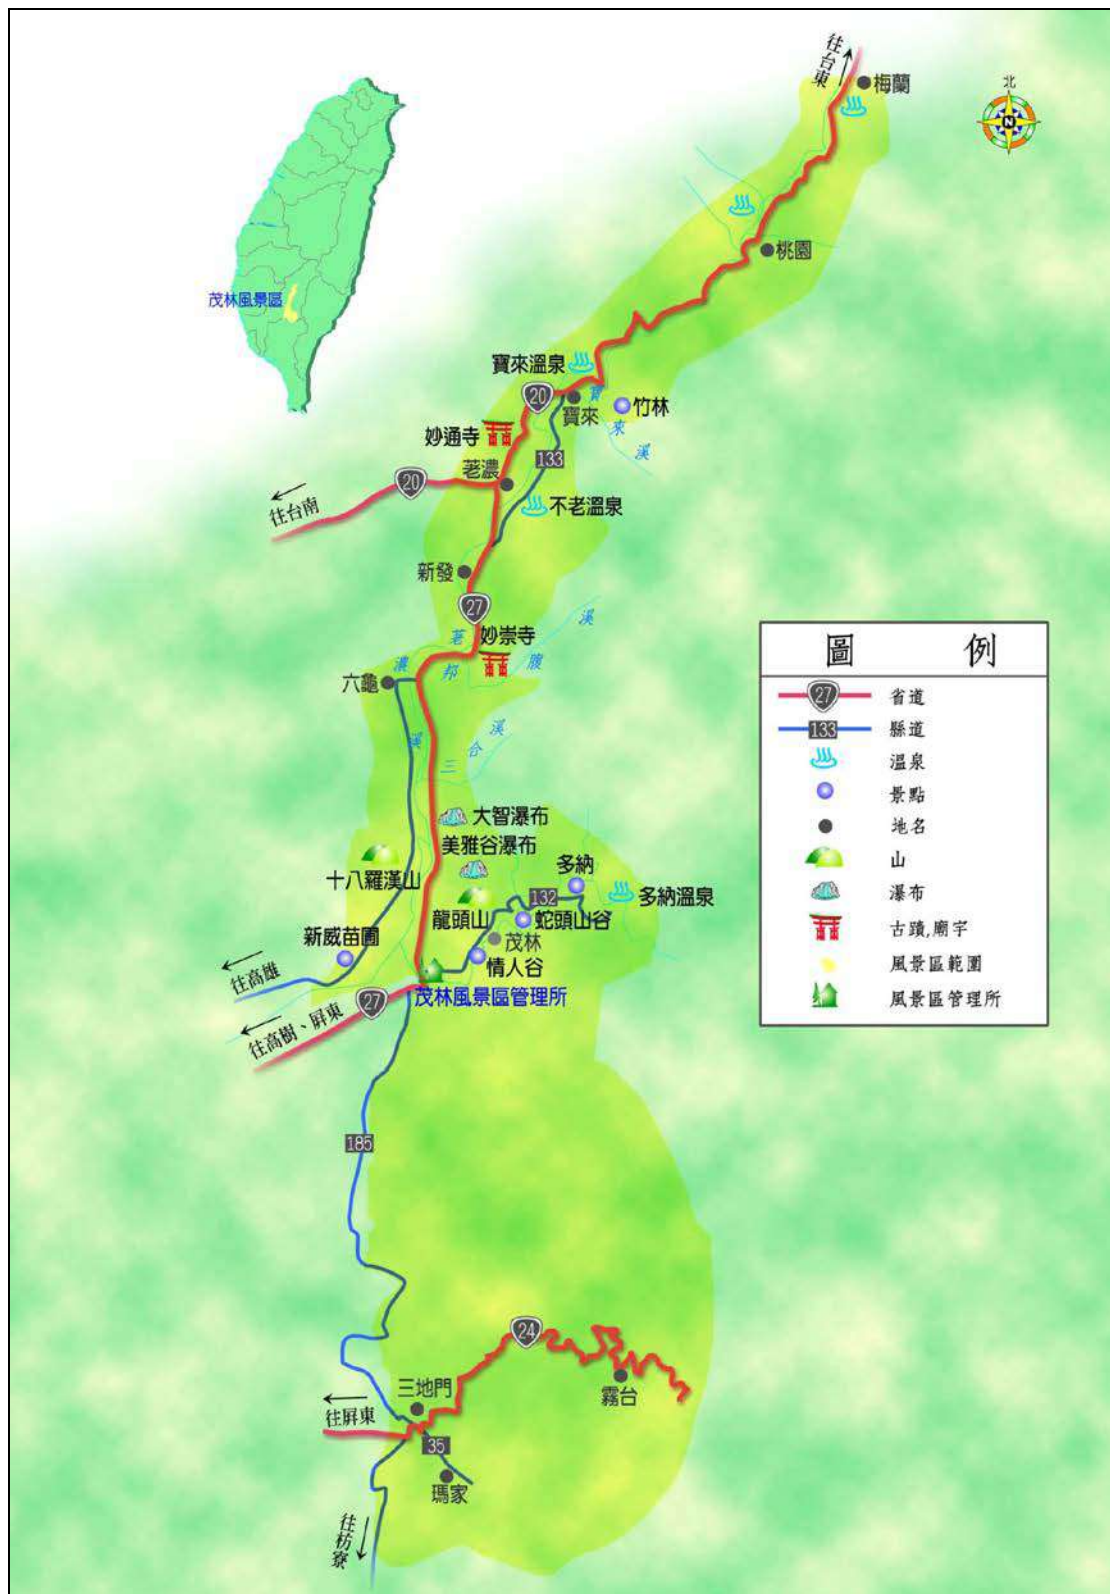 往台東
梅蘭
北
N
桃園
茂林風景區
寶來溫泉
20
寶來
寶來溪
竹林
妙通寺
133
荖濃
20
不老溫泉
往台南
新發
27
荖濃溪
妙崇寺
邦腹溪
六龜
三合溪
大智瀑布
美雅谷瀑布
十八羅漢山
龍頭山
132
多納
多納溫泉
蛇頭山谷
茂林
新威苗圃
情人谷
往高雄
茂林風景區管理所
27
往高樹、屏東
185
24
三地門
霧台
往屏東
35
瑪家
往枋寮
圖 例
27 省道
133 縣道
溫泉
景點
地名
山
瀑布
古蹟,廟宇
風景區範圍
風景區管理所